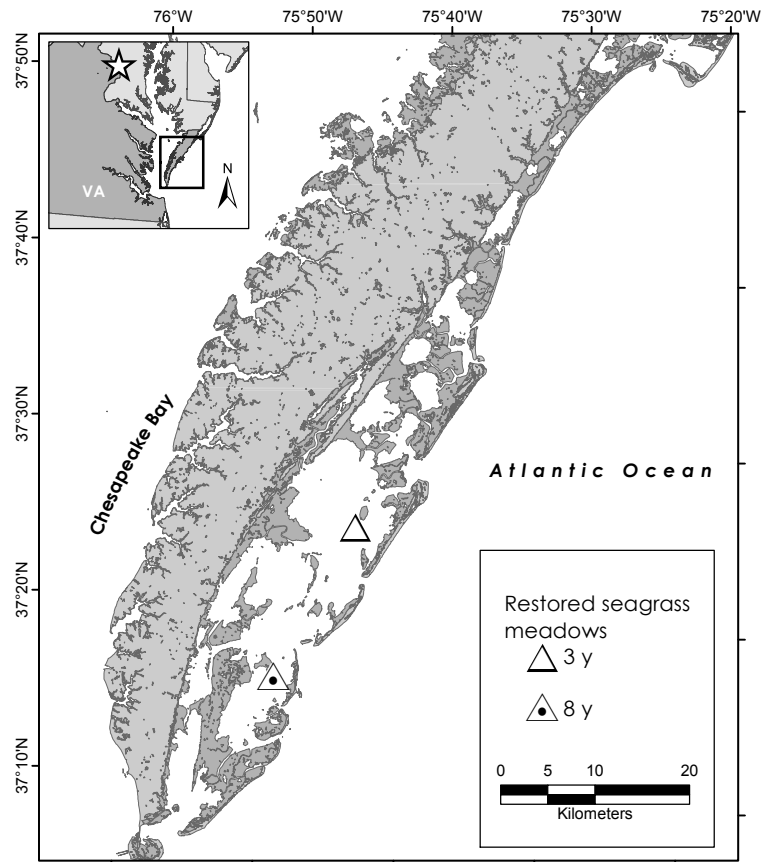 76°0'W 75°50'W 75°40'W 75°30'W 75°20'W
37°50'N
37°40'N
37°30'N
37°20'N
37°10'N
VA
N
Chesapeake Bay
Atlantic Ocean
Restored seagrass
meadows
3 y
8 y
0 5 10 20
Kilometers